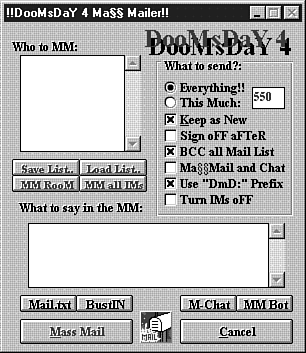 !!DooMsDaY 4 Ma§§ Mailer!!
DooMsDaY 4
Who to MM:
What to send?:
Everything!!
This Much:
550
Keep as New
Sign oFF aFTeR
BCC all Mail List
Ma§§Mail and Chat
Use "DmD:" Prefix
Turn IMs oFF
Save List..
Load List..
MM RooM
MM all IMs
What to say in the MM:
Mail.txt
BustIN
MAIL
M-Chat
MM Bot
Mass Mail
Cancel